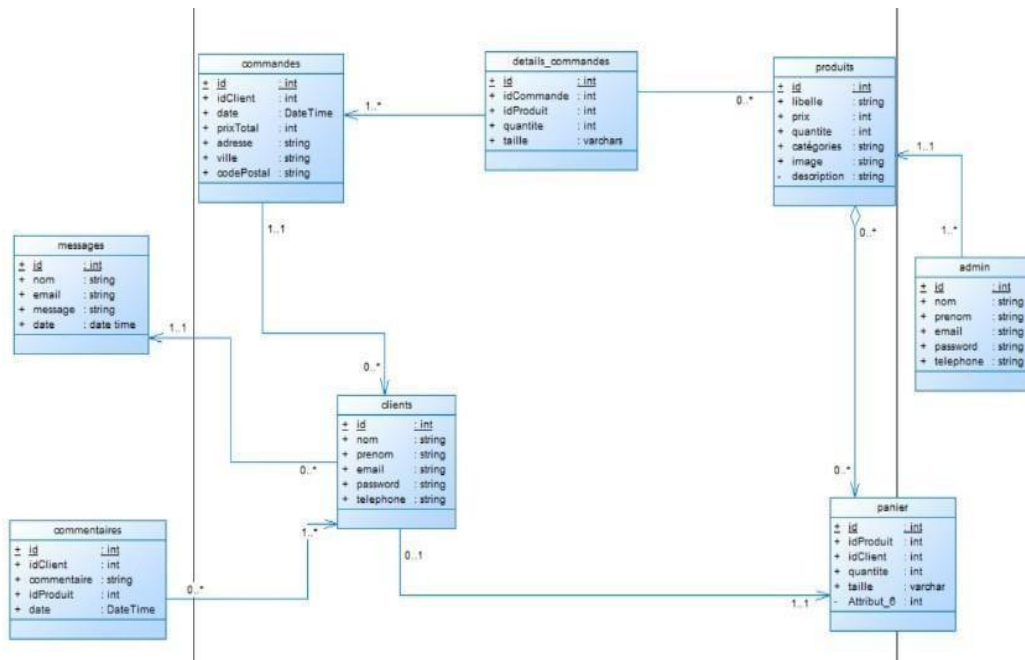 commandes
+ id : int
+ idClient : int
+ date : DateTime
+ prixTotal : int
+ adresse : string
+ ville : string
+ codePostal : string
details_commandes
+ id : int
+ idCommande : int
+ idProduit : int
+ quantite : int
+ taille : varchars
produits
+ id : int
+ libelle : string
+ prix : int
+ quantite : int
+ catégories : string
+ image : string
- description : string
1..*
0..*
1..1
1..1
0..*
1..*
messages
+ id : int
+ nom : string
+ email : string
+ message : string
+ date : date time
admin
+ id : int
+ nom : string
+ prenom : string
+ email : string
+ password : string
+ telephone : string
1..1
0..*
clients
+ id : int
+ nom : string
+ prenom : string
+ email : string
+ password : string
+ telephone : string
0..*
0..*
panier
+ id : int
+ idProduit : int
+ idClient : int
+ quantite : int
+ taille : varchar
- Attribut_6 : int
commentaires
+ id : int
+ idClient : int
+ commentaire : string
+ idProduit : int
+ date : DateTime
1..*
0..*
0..1
1..1